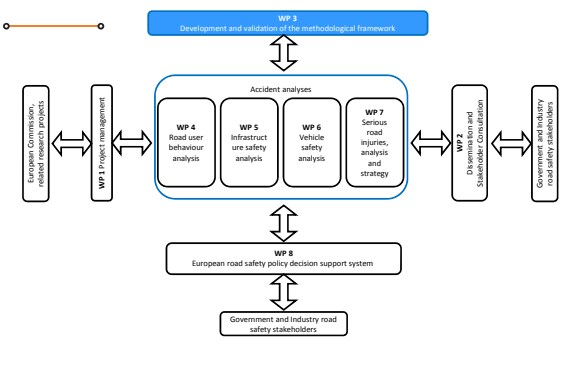 WP 3
Development and validation of the methodological framework
Accident analyses
European Commission,
related research projects
WP 1 Project management
WP 4
Road user
behaviour
analysis
WP 5
Infrastruct
ure safety
analysis
WP 6
Vehicle
safety
analysis
WP 7
Serious
road
injuries,
analysis
and
strategy
WP 2
Dissemination and
Stakeholder Consultation
Government and Industry
road safety stakeholders
WP 8
European road safety policy decision support system
Government and Industry road
safety stakeholders